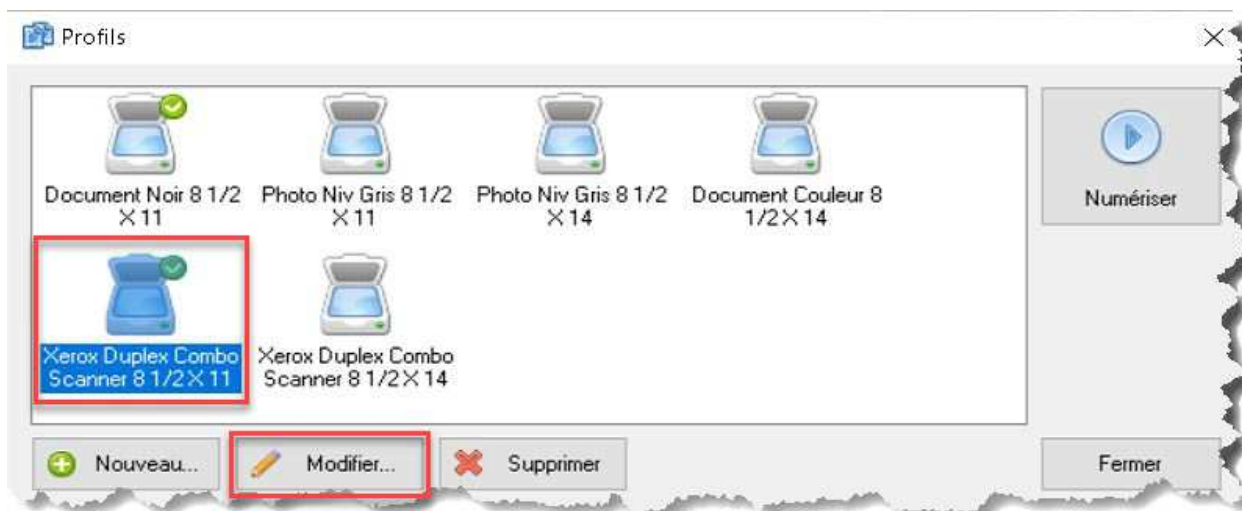 Profils
Document Noir 8 1/2
X 11
Photo Niv Gris 8 1/2
X 11
Photo Niv Gris 8 1/2
X 14
Document Couleur 8
1/2 X 14
Numériser
Xerox Duplex Combo
Scanner 8 1/2 X 11
Xerox Duplex Combo
Scanner 8 1/2 X 14
Nouveau...
Modifier...
Supprimer
Fermer